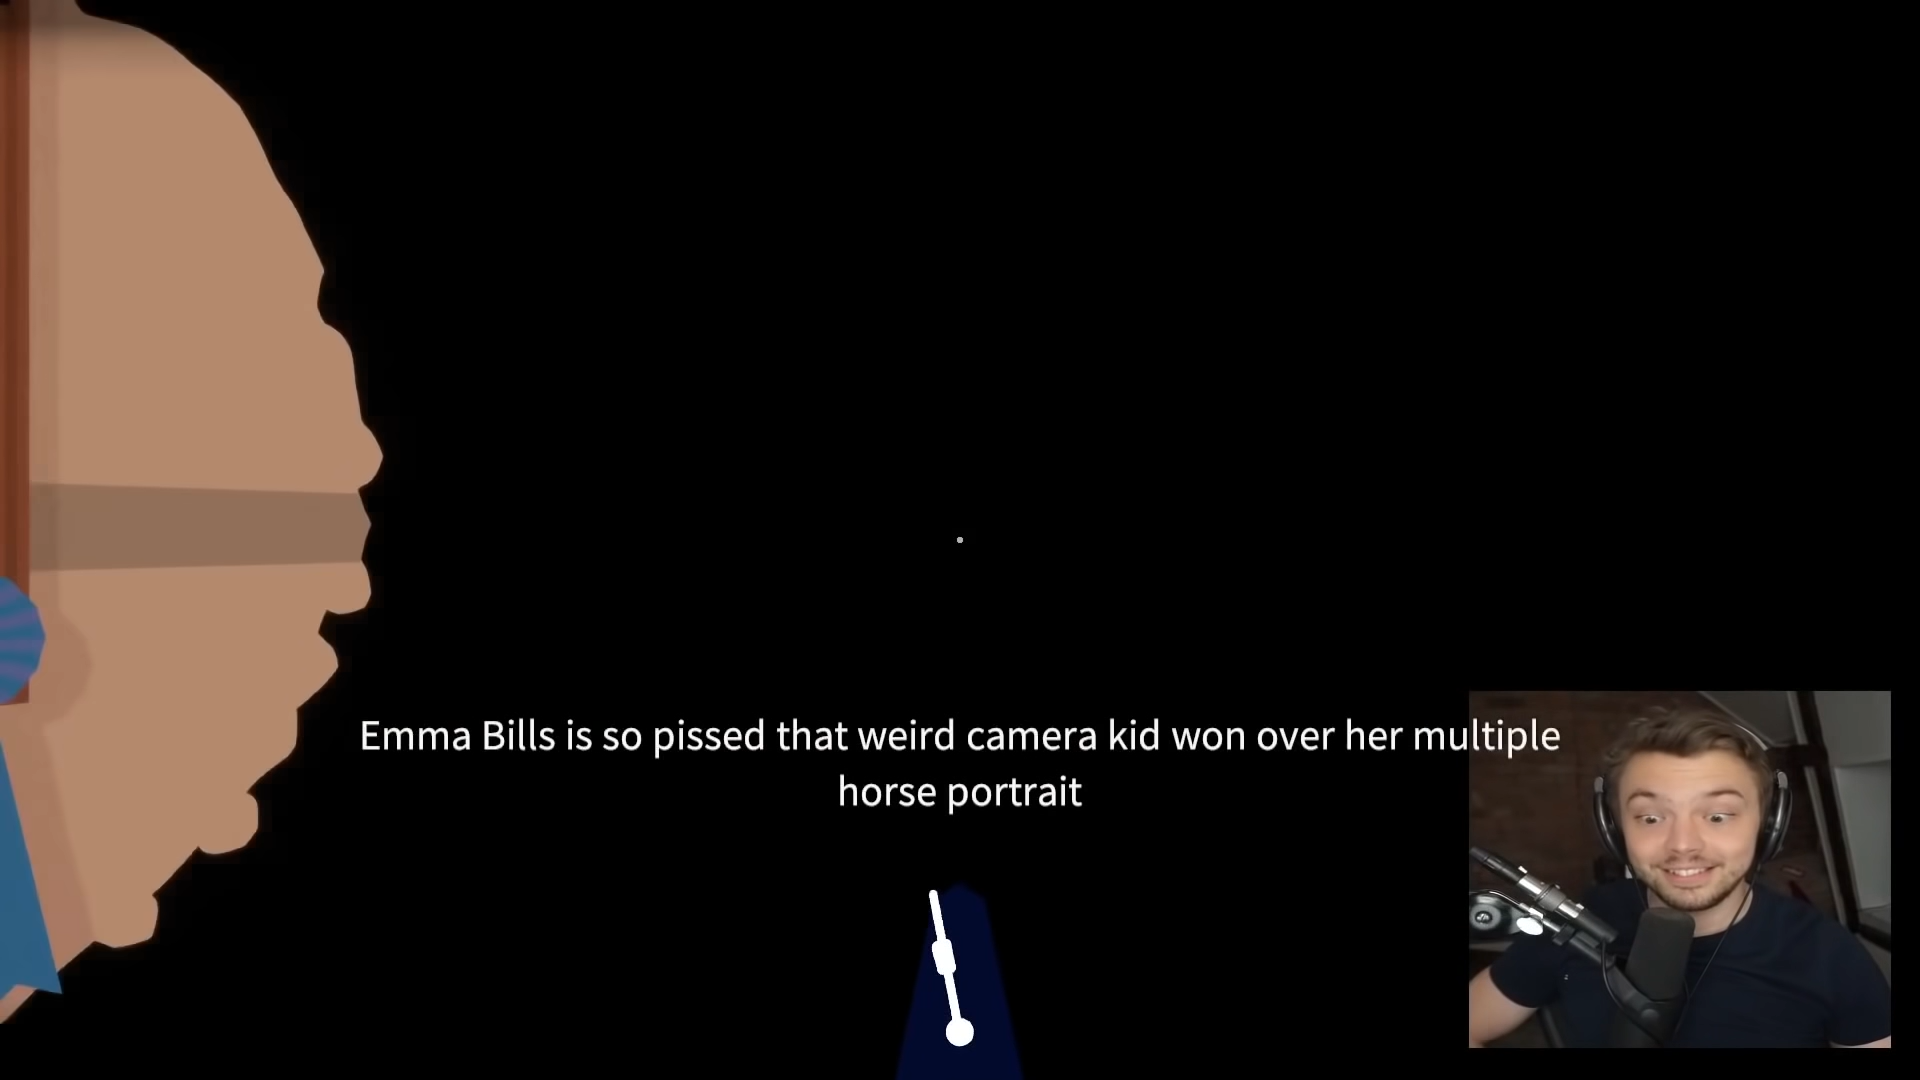 Emma Bills is so pissed that weird camera kid won over her multiple
horse portrait